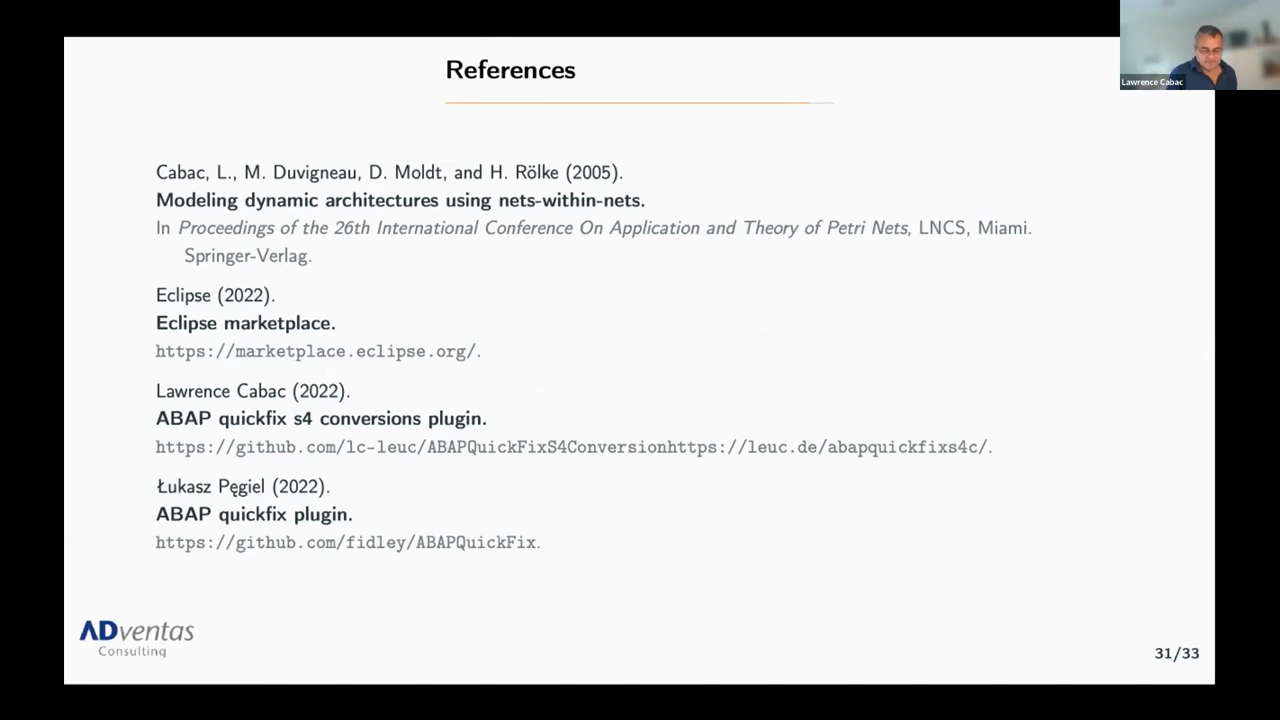 References
Lawrence Cabac
Cabac, L., M. Duvigneau, D. Moldt, and H. Rölke (2005).
Modeling dynamic architectures using nets-within-nets.
In Proceedings of the 26th International Conference On Application and Theory of Petri Nets, LNCS, Miami.
Springer-Verlag.
Eclipse (2022).
Eclipse marketplace.
https://marketplace.eclipse.org/.
Lawrence Cabac (2022).
ABAP quickfix s4 conversions plugin.
https://github.com/lc-leuc/ABAPQuickFixS4Conversionhttps://leuc.de/abapquickfixs4c/.
Łukasz Pęgiel (2022).
ABAP quickfix plugin.
https://github.com/fidley/ABAPQuickFix.
ADventas
Consulting
31/33